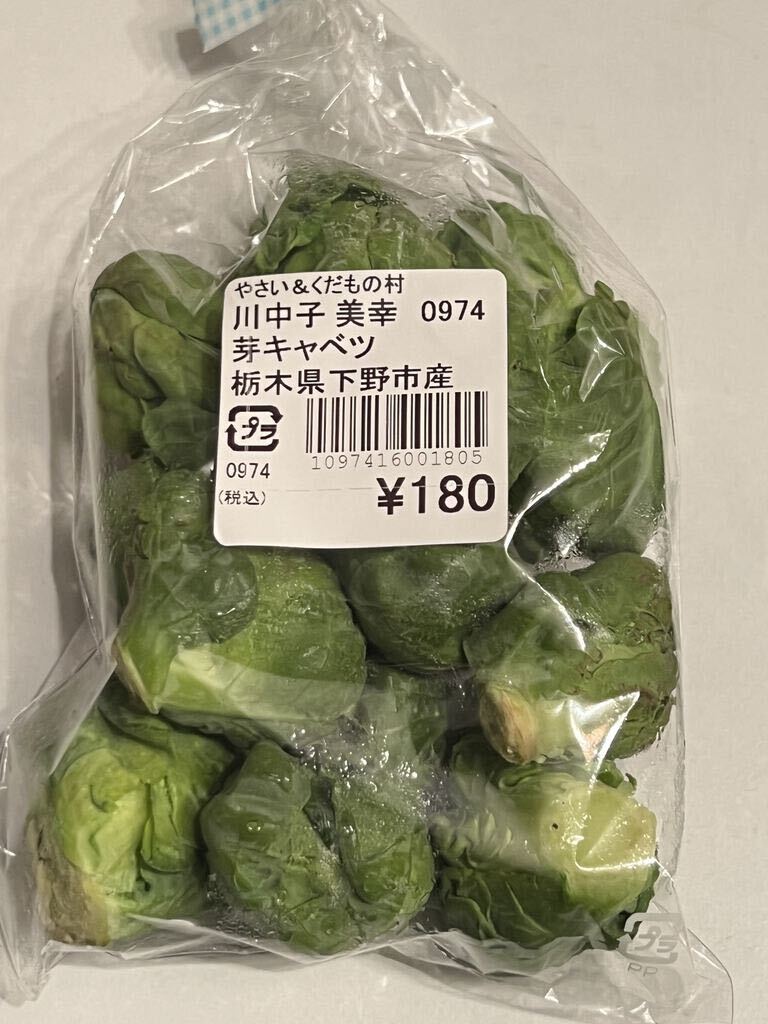 やさい&くだもの村
川中子 美幸 0974
芽キャベツ
栃木県下野市産
プラ
1097416001805
0974
(税込)
¥180
プラ
PP